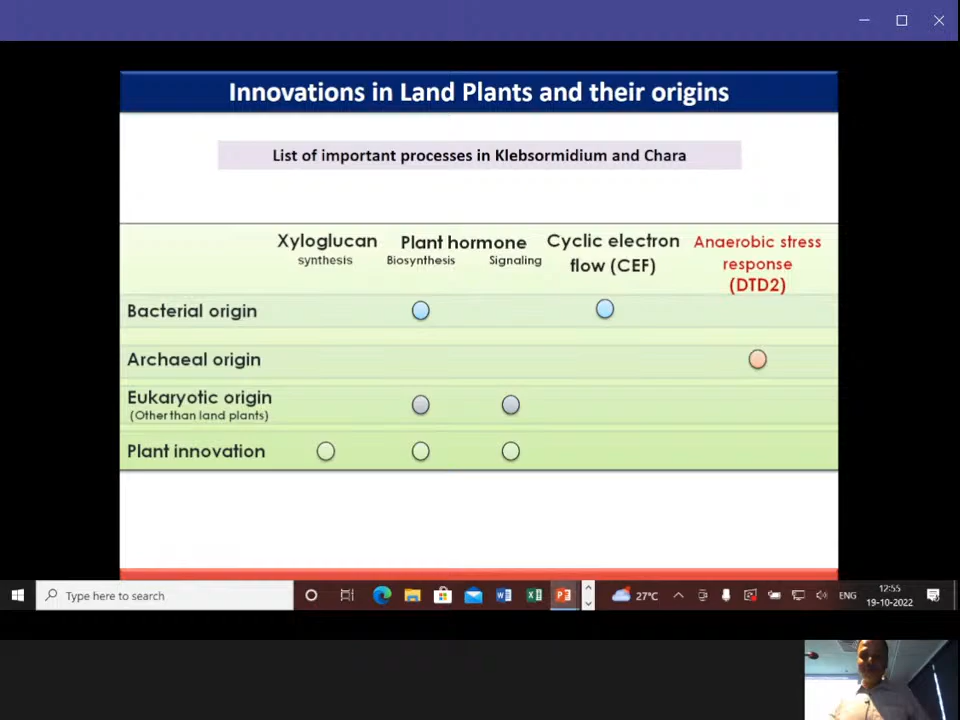 Innovations in Land Plants and their origins
List of important processes in Klebsormidium and Chara
Xyloglucan
synthesis
Plant hormone
Biosynthesis
Signaling
Cyclic electron
flow (CEF)
Anaerobic stress
response
(DTD2)
Bacterial origin
Archaeal origin
Eukaryotic origin
(Other than land plants)
Plant innovation
Type here to search
27°C
ENG
12:55
19-10-2022